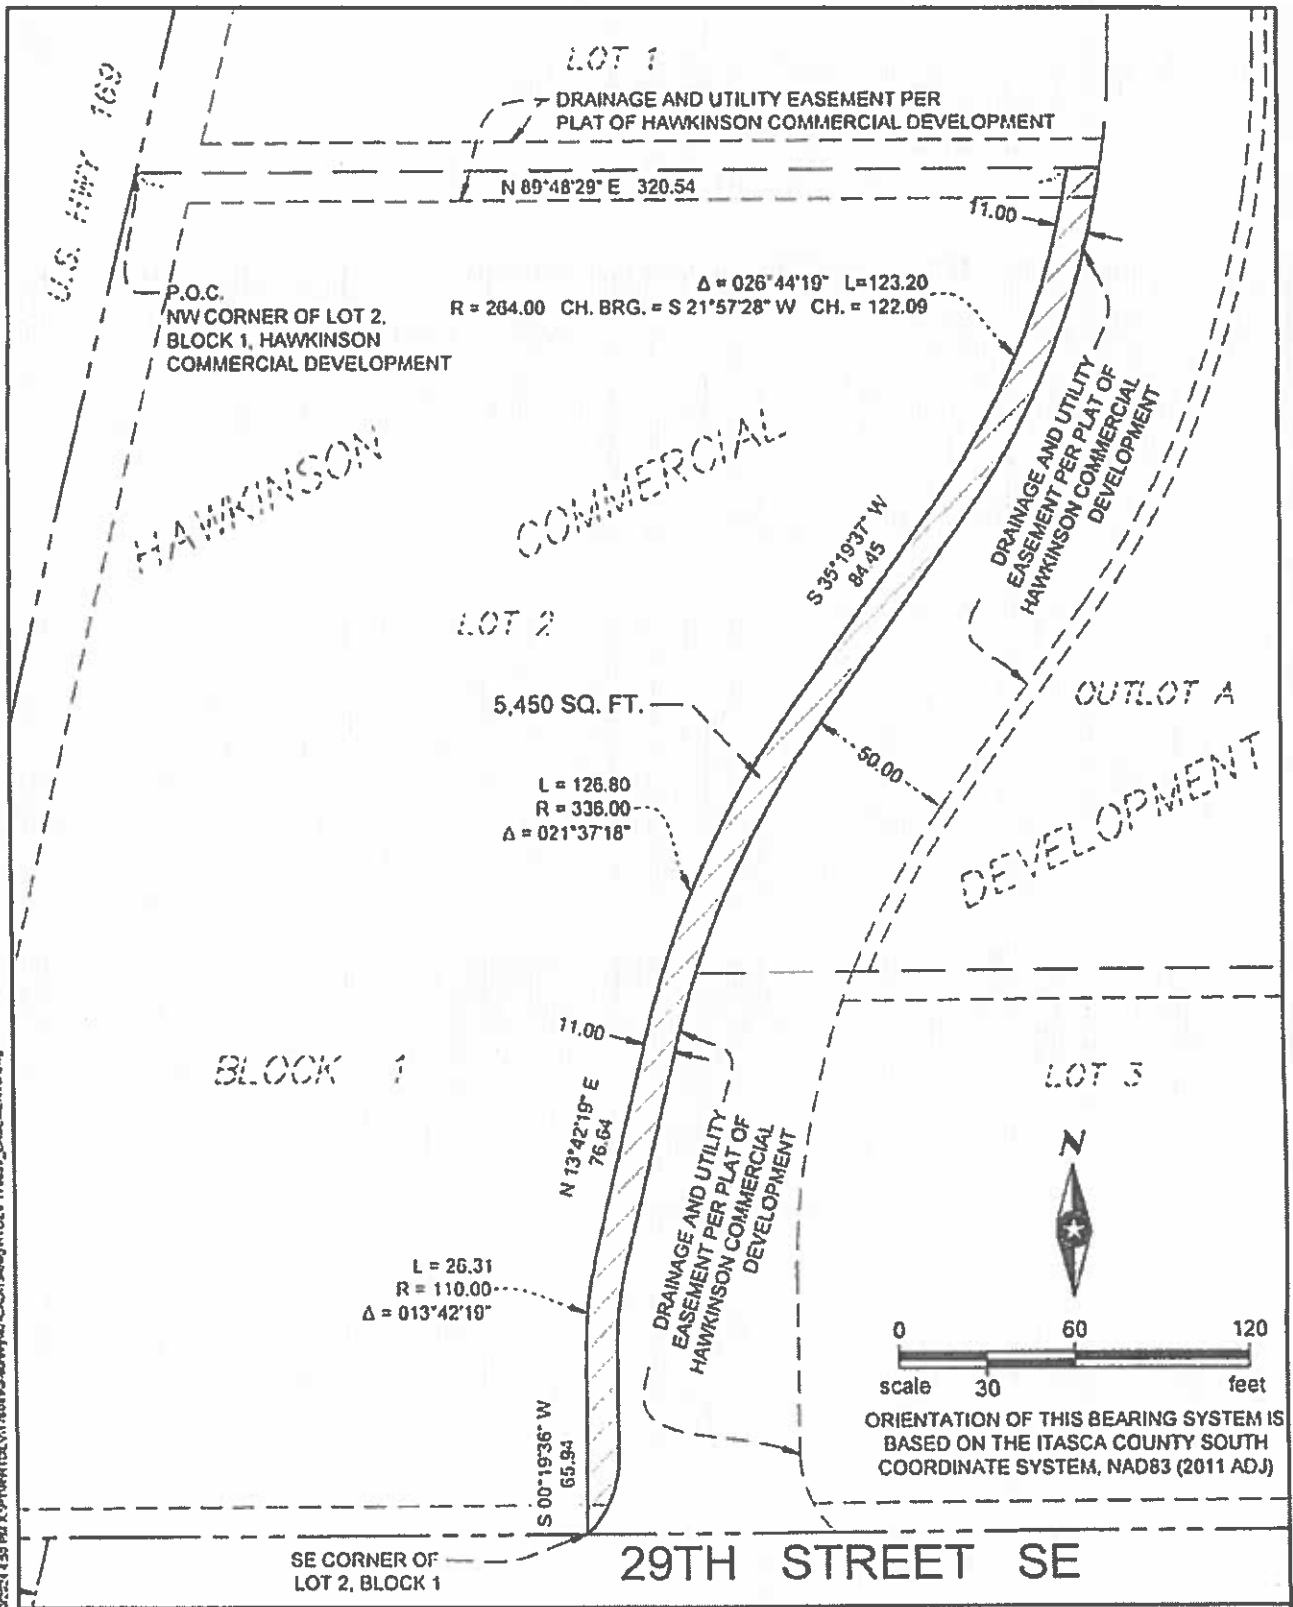 LOT 1
U.S. HWY 169
DRAINAGE AND UTILITY EASEMENT PER
PLAT OF HAWKINSON COMMERCIAL DEVELOPMENT
N 89°48'29" E 320.54
11.00
P.O.C.
NW CORNER OF LOT 2,
BLOCK 1, HAWKINSON
COMMERCIAL DEVELOPMENT
Δ = 026°44'19" L=123.20
R = 264.00 CH. BRG. = S 21°57'28" W CH. = 122.09
DRAINAGE AND UTILITY
EASEMENT PER PLAT OF
HAWKINSON COMMERCIAL
DEVELOPMENT
HAWKINSON
COMMERCIAL
S 35°19'37" W
84.45
LOT 2
5,450 SQ. FT.
OUTLOT A
50.00
L = 126.80
R = 336.00
Δ = 021°37'18"
DEVELOPMENT
11.00
BLOCK 1
LOT 3
N 13°42'19" E
76.64
DRAINAGE AND UTILITY
EASEMENT PER PLAT OF
HAWKINSON COMMERCIAL
DEVELOPMENT
N
L = 26.31
R = 110.00
Δ = 013°42'19"
0 60 120
scale 30 feet
ORIENTATION OF THIS BEARING SYSTEM IS
BASED ON THE ITASCA COUNTY SOUTH
COORDINATE SYSTEM, NAD83 (2011 ADJ)
S 00°19'36" W
65.94
SE CORNER OF
LOT 2, BLOCK 1
29TH STREET SE